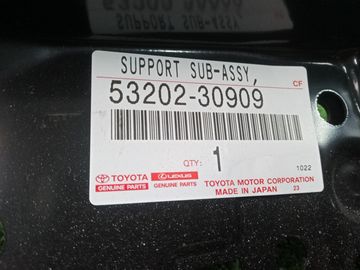 SUPPORT SUB-ASSY,
CF
53202-30909
QTY: 1
1022
TOYOTA GENUINE PARTS
LEXUS GENUINE PARTS
TOYOTA MOTOR CORPORATION
MADE IN JAPAN 23